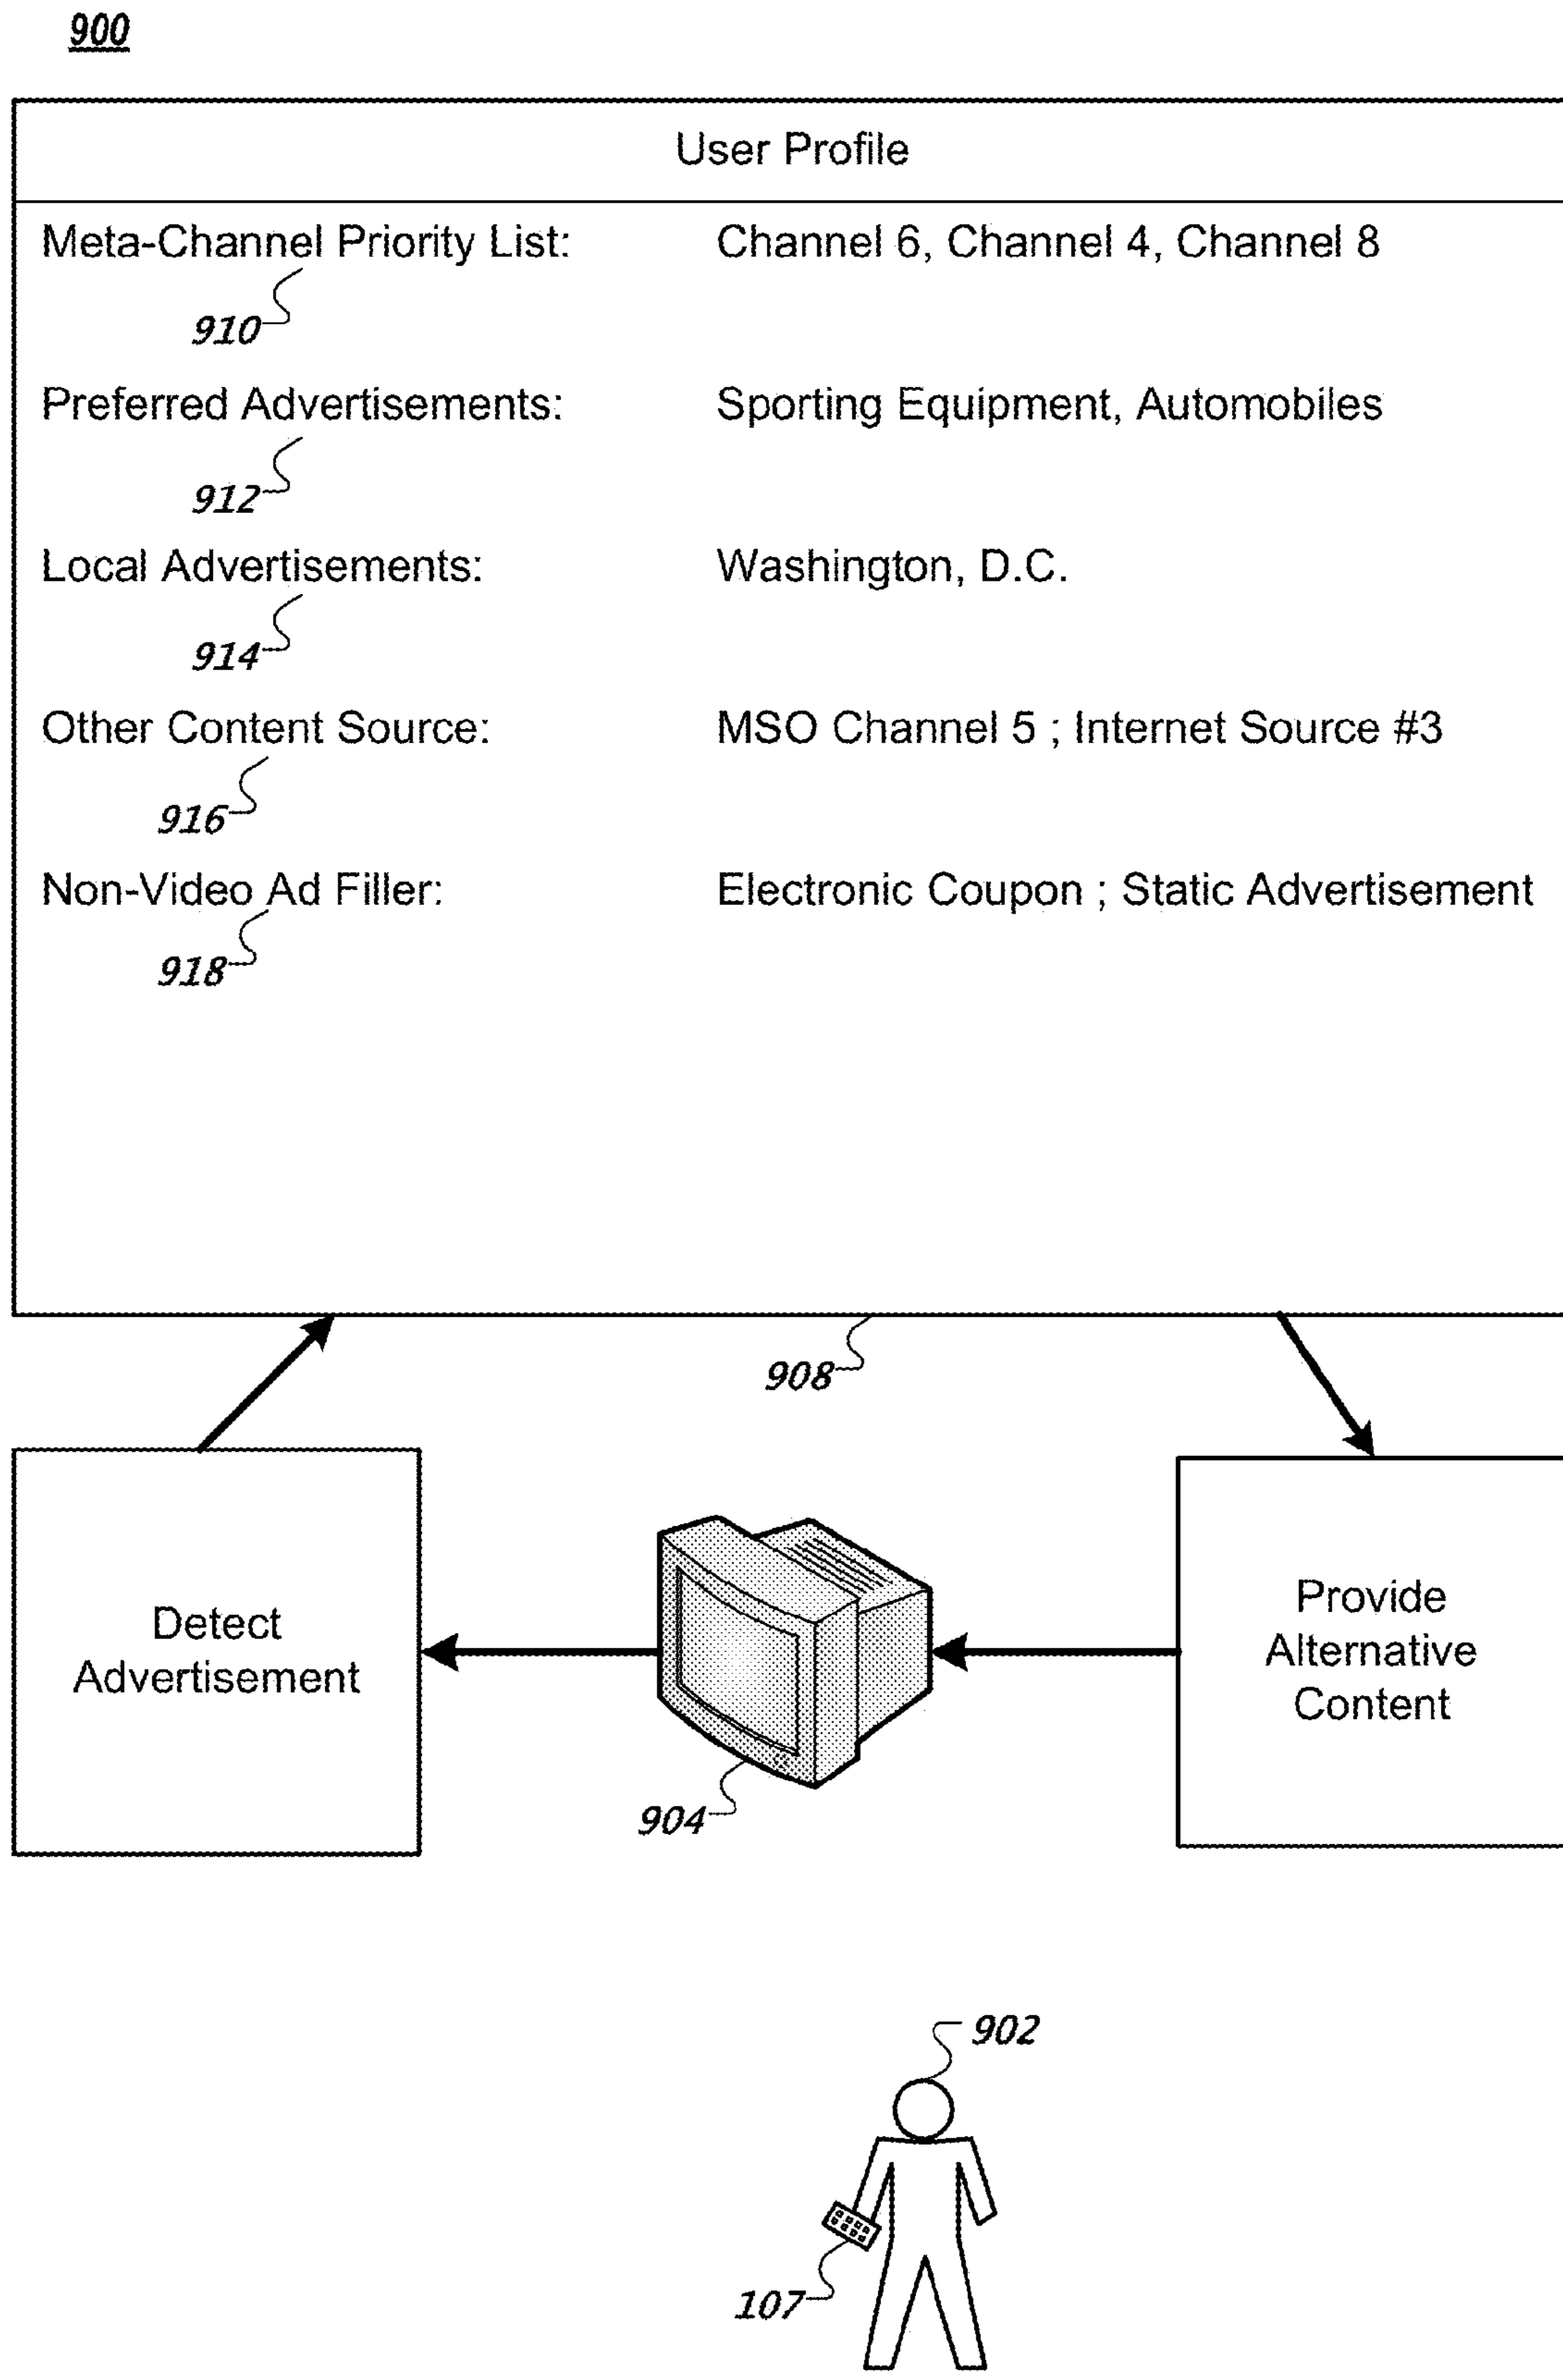 900
User Profile
Meta-Channel Priority List: Channel 6, Channel 4, Channel 8
910
Preferred Advertisements: Sporting Equipment, Automobiles
912
Local Advertisements: Washington, D.C.
914
Other Content Source: MSO Channel 5 ; Internet Source #3
916
Non-Video Ad Filler: Electronic Coupon ; Static Advertisement
918
908
Detect
Advertisement
904
Provide
Alternative
Content
902
107